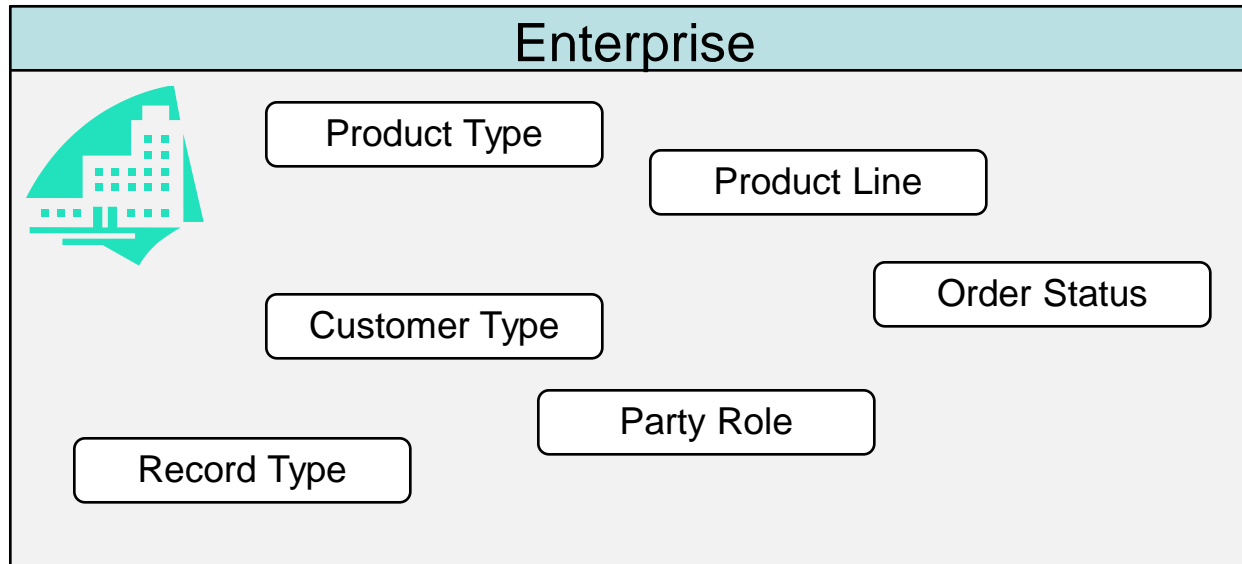 Enterprise
Product Type
Product Line
Order Status
Customer Type
Party Role
Record Type